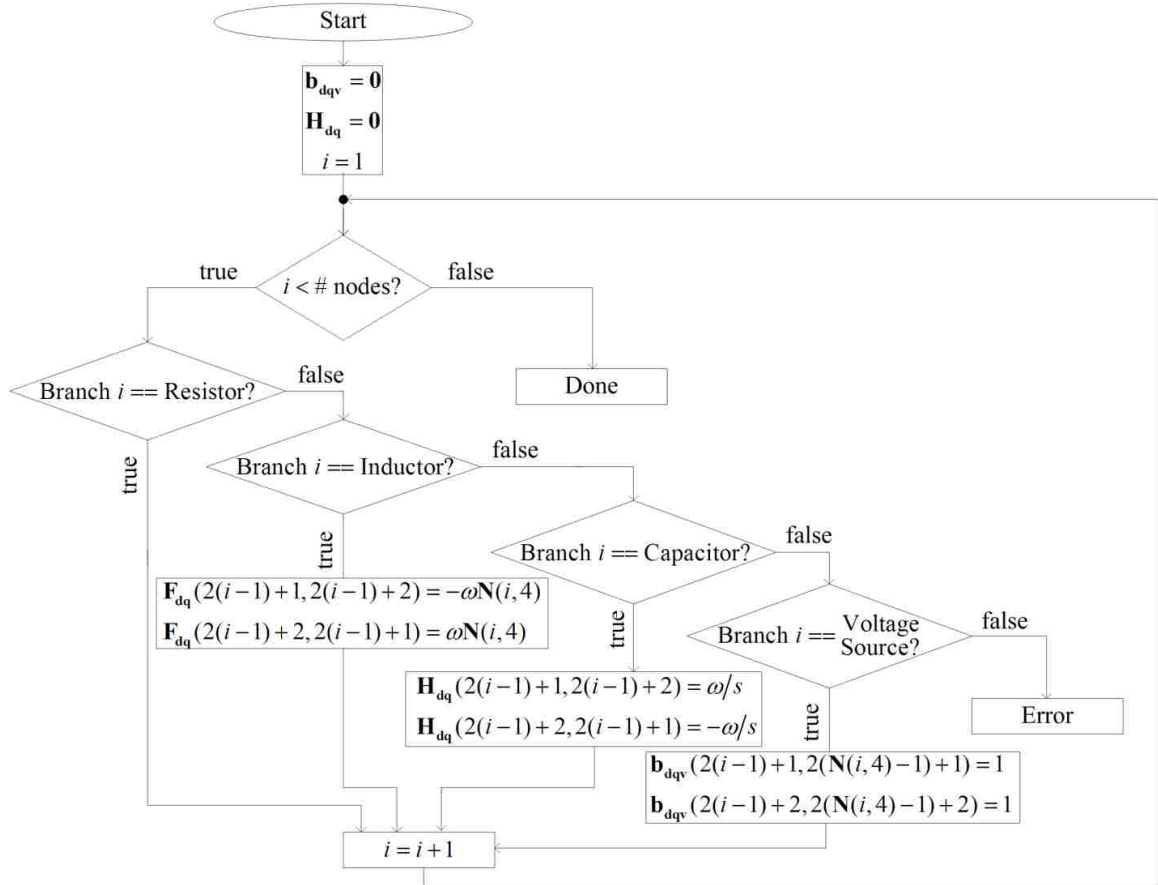 Start
b_dqv = 0
H_dq = 0
i = 1
true
false
i < # nodes?
Done
Branch i == Resistor?
false
true
Branch i == Inductor?
false
true
Branch i == Capacitor?
false
F_dq (2(i−1)+1, 2(i−1)+2) = −ωN(i, 4)
F_dq (2(i−1)+2, 2(i−1)+1) = ωN(i, 4)
true
Branch i == Voltage
Source?
false
H_dq (2(i−1)+1, 2(i−1)+2) = ω/s
H_dq (2(i−1)+2, 2(i−1)+1) = −ω/s
Error
true
b_dqv (2(i−1)+1, 2(N(i, 4)−1)+1) = 1
b_dqv (2(i−1)+2, 2(N(i, 4)−1)+2) = 1
i = i + 1